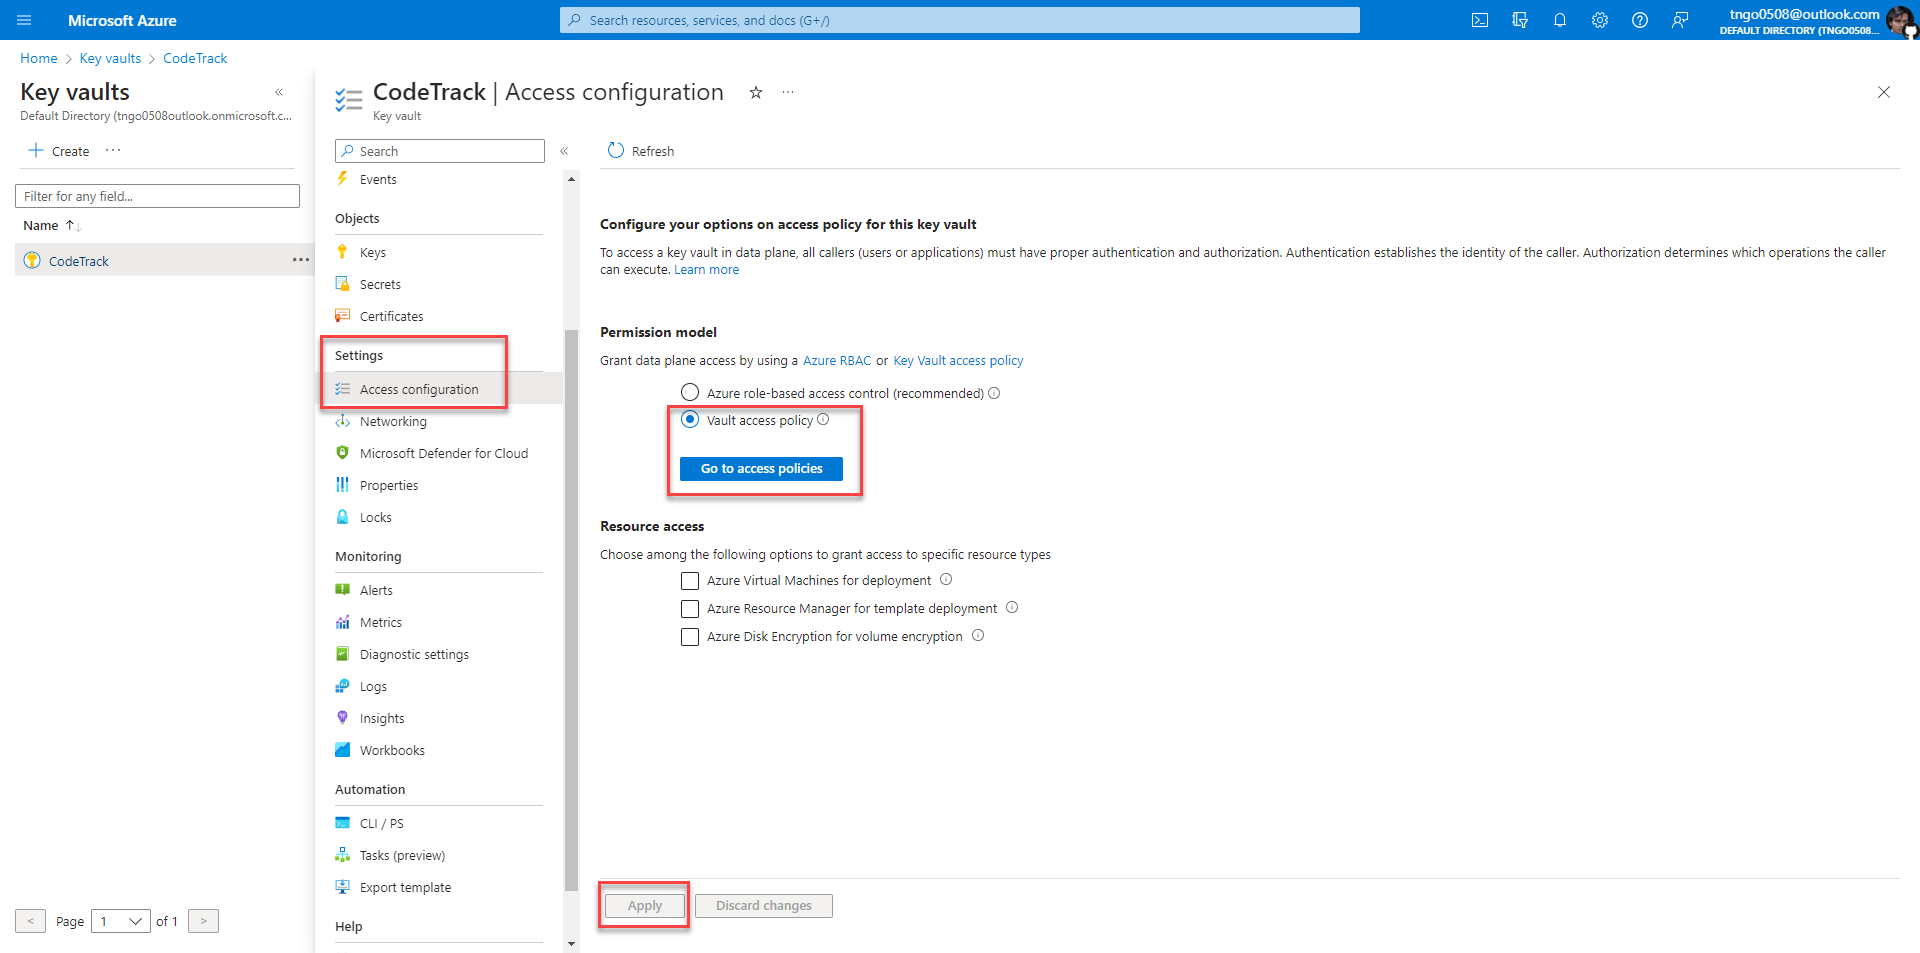 Microsoft Azure
Search resources, services, and docs (G+/)
tngo0508@outlook.com
DEFAULT DIRECTORY (TNGO0508...
Home > Key vaults > CodeTrack
Key vaults
«
Default Directory (tngo0508outlook.onmicrosoft.c...
+ Create ...
Filter for any field...
Name ↑↓
CodeTrack ...
< Page 1 of 1 >
CodeTrack | Access configuration ☆ ...
Key vault
Search
«
Events
Objects
Keys
Secrets
Certificates
Settings
Access configuration
Networking
Microsoft Defender for Cloud
Properties
Locks
Monitoring
Alerts
Metrics
Diagnostic settings
Logs
Insights
Workbooks
Automation
CLI / PS
Tasks (preview)
Export template
Help
Refresh
Configure your options on access policy for this key vault
To access a key vault in data plane, all callers (users or applications) must have proper authentication and authorization. Authentication establishes the identity of the caller. Authorization determines which operations the caller
can execute. Learn more
Permission model
Grant data plane access by using a Azure RBAC or Key Vault access policy
Azure role-based access control (recommended)
Vault access policy
Go to access policies
Resource access
Choose among the following options to grant access to specific resource types
Azure Virtual Machines for deployment
Azure Resource Manager for template deployment
Azure Disk Encryption for volume encryption
Apply
Discard changes